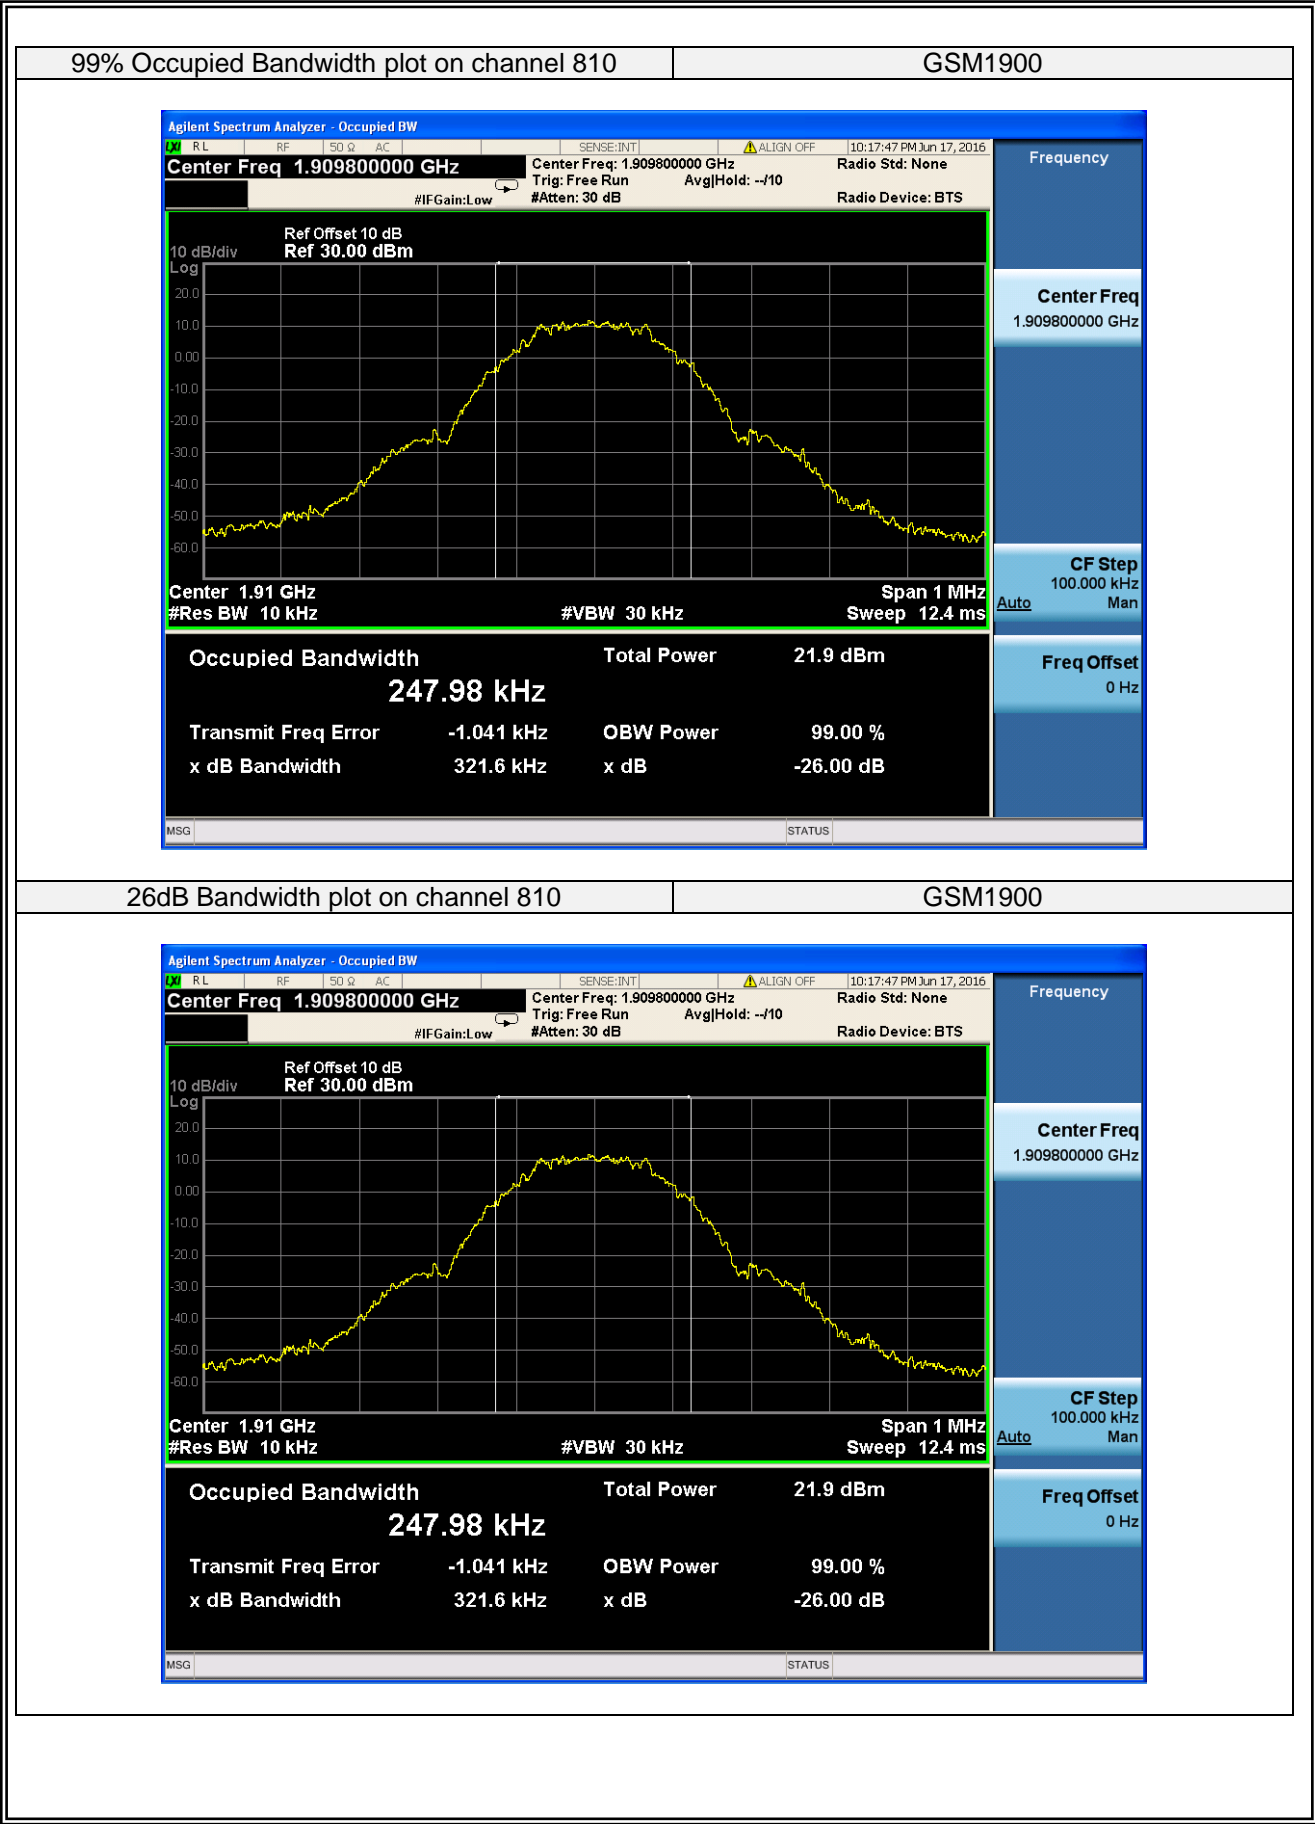 99% Occupied Bandwidth plot on channel 810 GSM1900
Agilent Spectrum Analyzer - Occupied BW
LXI RL RF 50 Ω AC SENSE:INT ALIGN OFF 10:17:47 PM Jun 17, 2016
Center Freq 1.909800000 GHz Center Freq: 1.909800000 GHz Radio Std: None Frequency
Trig: Free Run Avg|Hold: --/10
#IFGain:Low #Atten: 30 dB Radio Device: BTS
Ref Offset 10 dB
10 dB/div Ref 30.00 dBm
Log
20.0
10.0
0.00
-10.0
-20.0
-30.0
-40.0
-50.0
-60.0
Center 1.91 GHz Span 1 MHz
#Res BW 10 kHz #VBW 30 kHz Sweep 12.4 ms
Center Freq
1.909800000 GHz
CF Step
100.000 kHz
Auto Man
Freq Offset
0 Hz
Occupied Bandwidth Total Power 21.9 dBm
247.98 kHz
Transmit Freq Error -1.041 kHz OBW Power 99.00 %
x dB Bandwidth 321.6 kHz x dB -26.00 dB
MSG STATUS
26dB Bandwidth plot on channel 810 GSM1900
Agilent Spectrum Analyzer - Occupied BW
LXI RL RF 50 Ω AC SENSE:INT ALIGN OFF 10:17:47 PM Jun 17, 2016
Center Freq 1.909800000 GHz Center Freq: 1.909800000 GHz Radio Std: None Frequency
Trig: Free Run Avg|Hold: --/10
#IFGain:Low #Atten: 30 dB Radio Device: BTS
Ref Offset 10 dB
10 dB/div Ref 30.00 dBm
Log
20.0
10.0
0.00
-10.0
-20.0
-30.0
-40.0
-50.0
-60.0
Center 1.91 GHz Span 1 MHz
#Res BW 10 kHz #VBW 30 kHz Sweep 12.4 ms
Center Freq
1.909800000 GHz
CF Step
100.000 kHz
Auto Man
Freq Offset
0 Hz
Occupied Bandwidth Total Power 21.9 dBm
247.98 kHz
Transmit Freq Error -1.041 kHz OBW Power 99.00 %
x dB Bandwidth 321.6 kHz x dB -26.00 dB
MSG STATUS